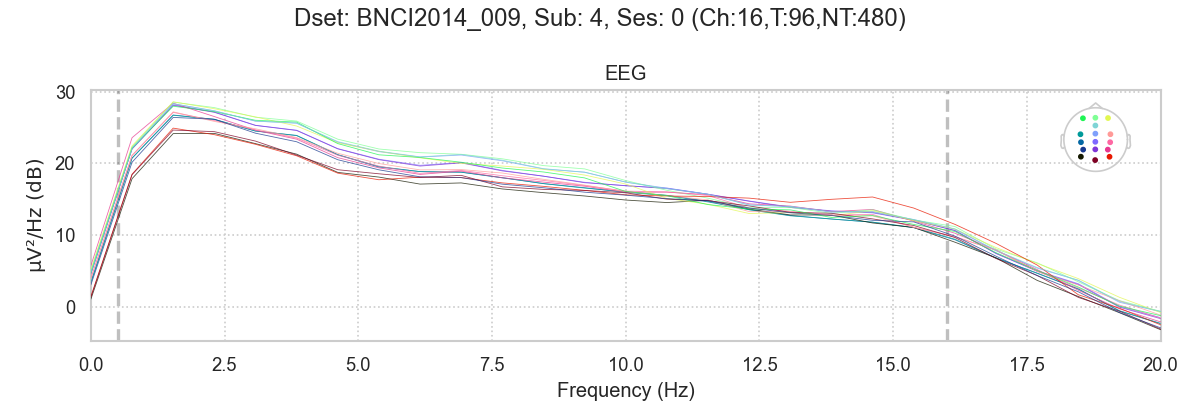 Dset: BNCI2014_009, Sub: 4, Ses: 0 (Ch:16,T:96,NT:480)
EEG
µV²/Hz (dB)
30
20
10
0
0.0 2.5 5.0 7.5 10.0 12.5 15.0 17.5 20.0
Frequency (Hz)